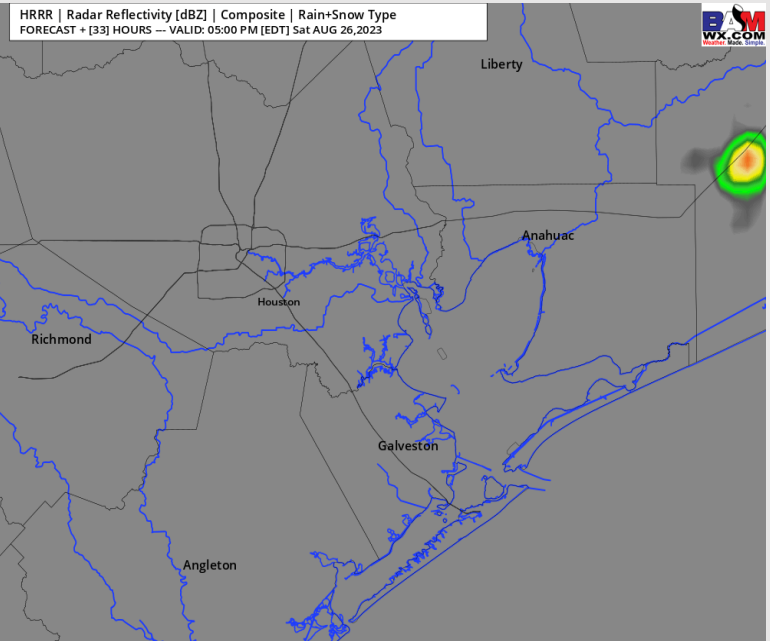 HRRR | Radar Reflectivity [dBZ] | Composite | Rain+Snow Type
FORECAST + [33] HOURS --- VALID: 05:00 PM [EDT] Sat AUG 26,2023
BAM
WX.COM
Weather. Made. Simple.
Liberty
Anahuac
Houston
Richmond
Galveston
Angleton